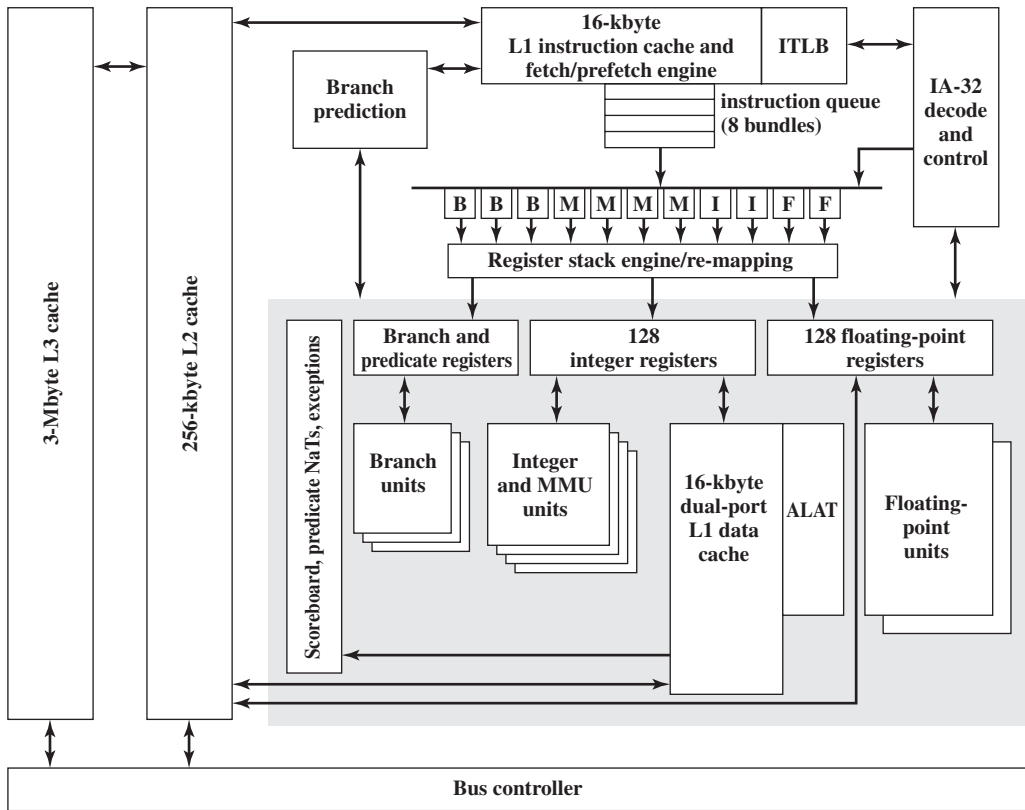 16-kbyte
L1 instruction cache and
fetch/prefetch engine
ITLB
IA-32
decode
and
control
Branch
prediction
instruction queue
(8 bundles)
B B B M M M M I I F F
Register stack engine/re-mapping
3-Mbyte L3 cache
256-kbyte L2 cache
Scoreboard, predicate NaTs, exceptions
Branch and
predicate registers
128
integer registers
128 floating-point
registers
Branch
units
Integer
and MMU
units
16-kbyte
dual-port
L1 data
cache
ALAT
Floating-
point
units
Bus controller